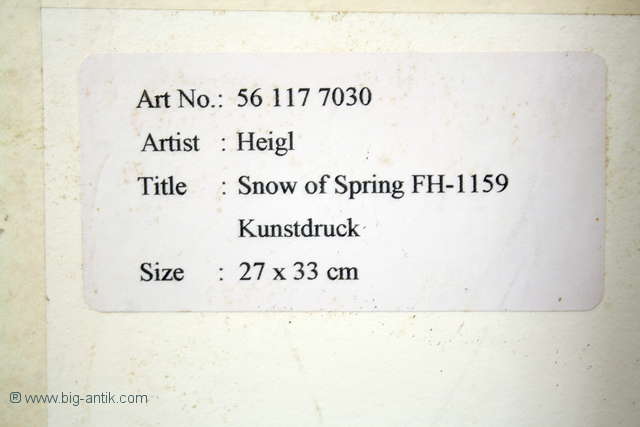 Art No.: 56 117 7030
Artist : Heigl
Title : Snow of Spring FH-1159
Kunstdruck
Size : 27 x 33 cm
® www.big-antik.com